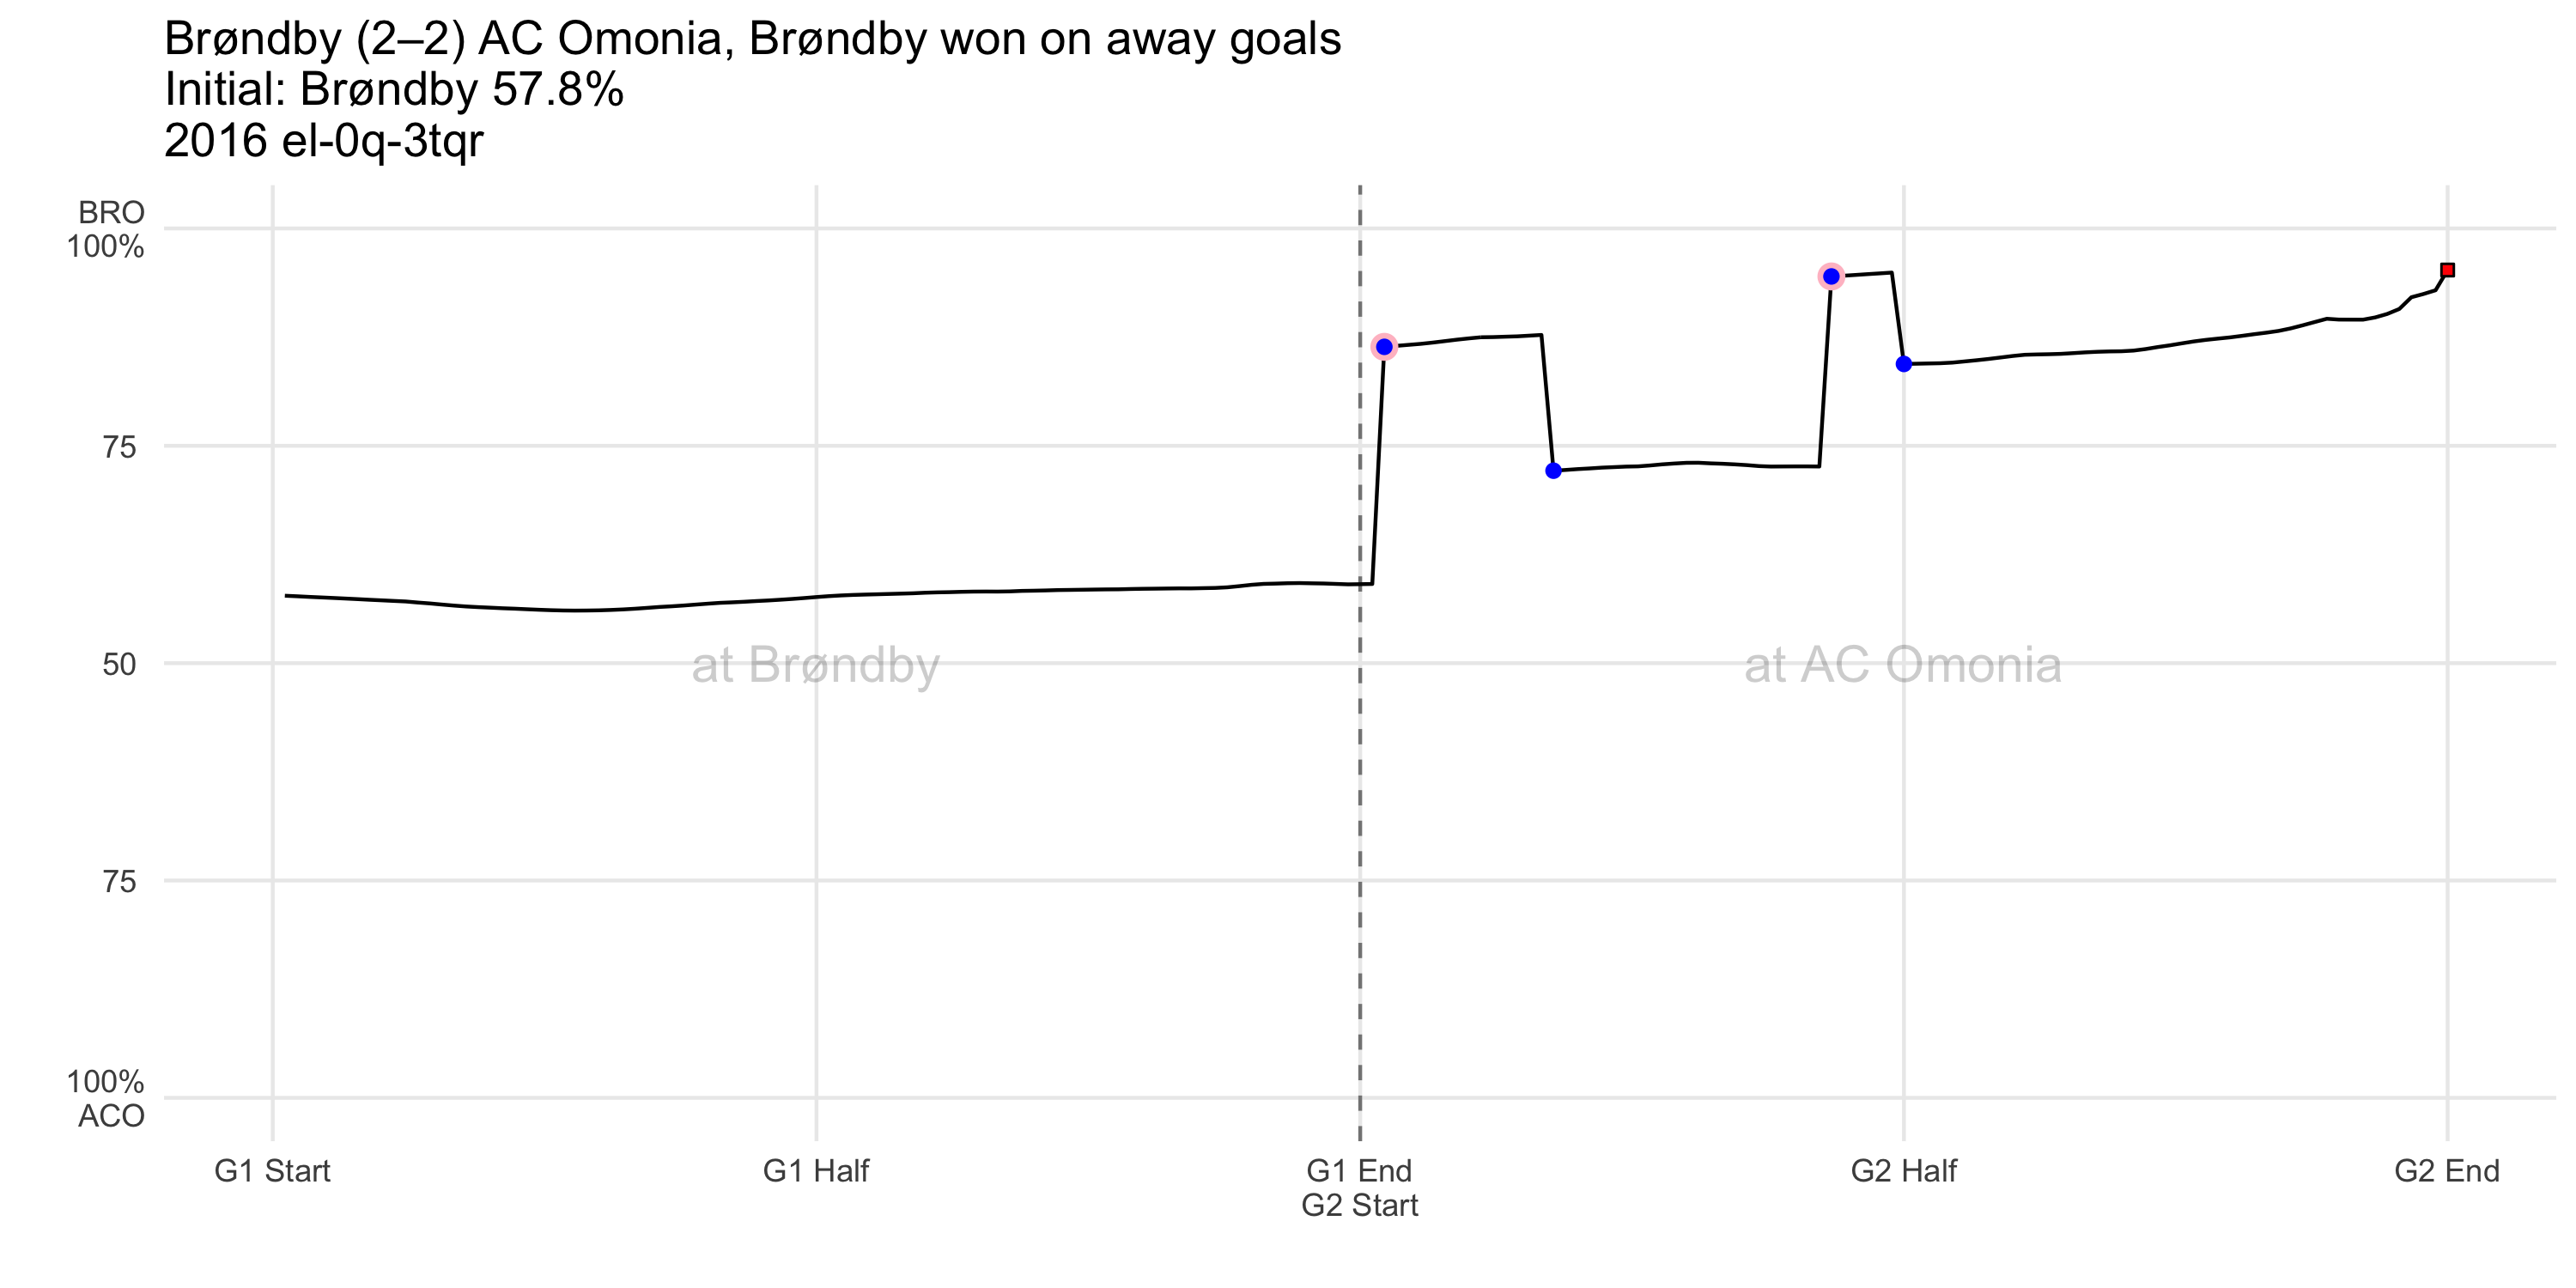 Brøndby (2–2) AC Omonia, Brøndby won on away goals
Initial: Brøndby 57.8%
2016 el-0q-3tqr
BRO
100%
75
50
75
100%
ACO
at Brøndby
at AC Omonia
G1 Start
G1 Half
G1 End
G2 Start
G2 Half
G2 End